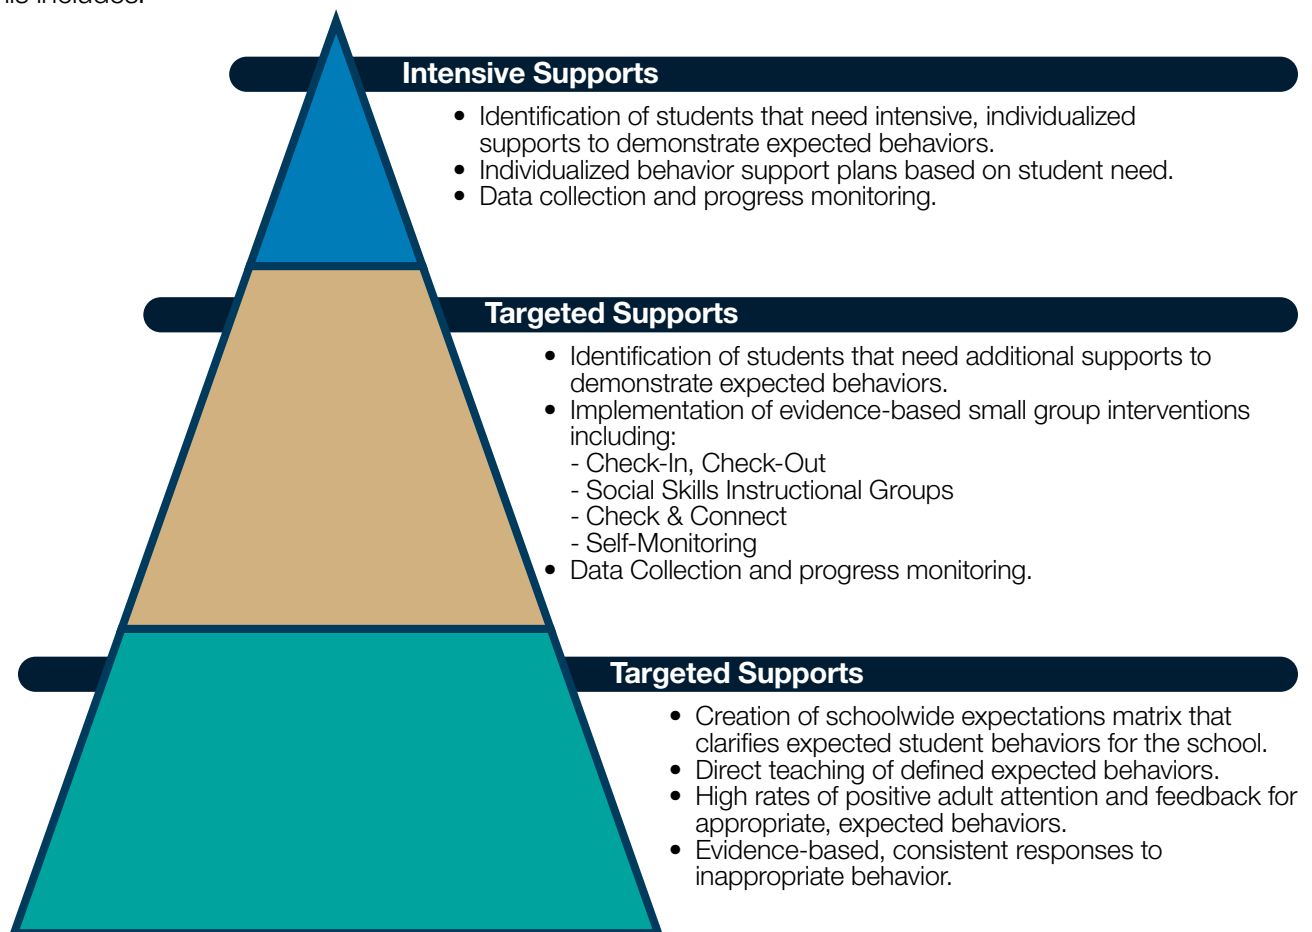 includes:
Intensive Supports
• Identification of students that need intensive, individualized
supports to demonstrate expected behaviors.
• Individualized behavior support plans based on student need.
• Data collection and progress monitoring.
Targeted Supports
• Identification of students that need additional supports to
demonstrate expected behaviors.
• Implementation of evidence-based small group interventions
including:
- Check-In, Check-Out
- Social Skills Instructional Groups
- Check & Connect
- Self-Monitoring
• Data Collection and progress monitoring.
Targeted Supports
• Creation of schoolwide expectations matrix that
clarifies expected student behaviors for the school.
• Direct teaching of defined expected behaviors.
• High rates of positive adult attention and feedback for
appropriate, expected behaviors.
• Evidence-based, consistent responses to
inappropriate behavior.